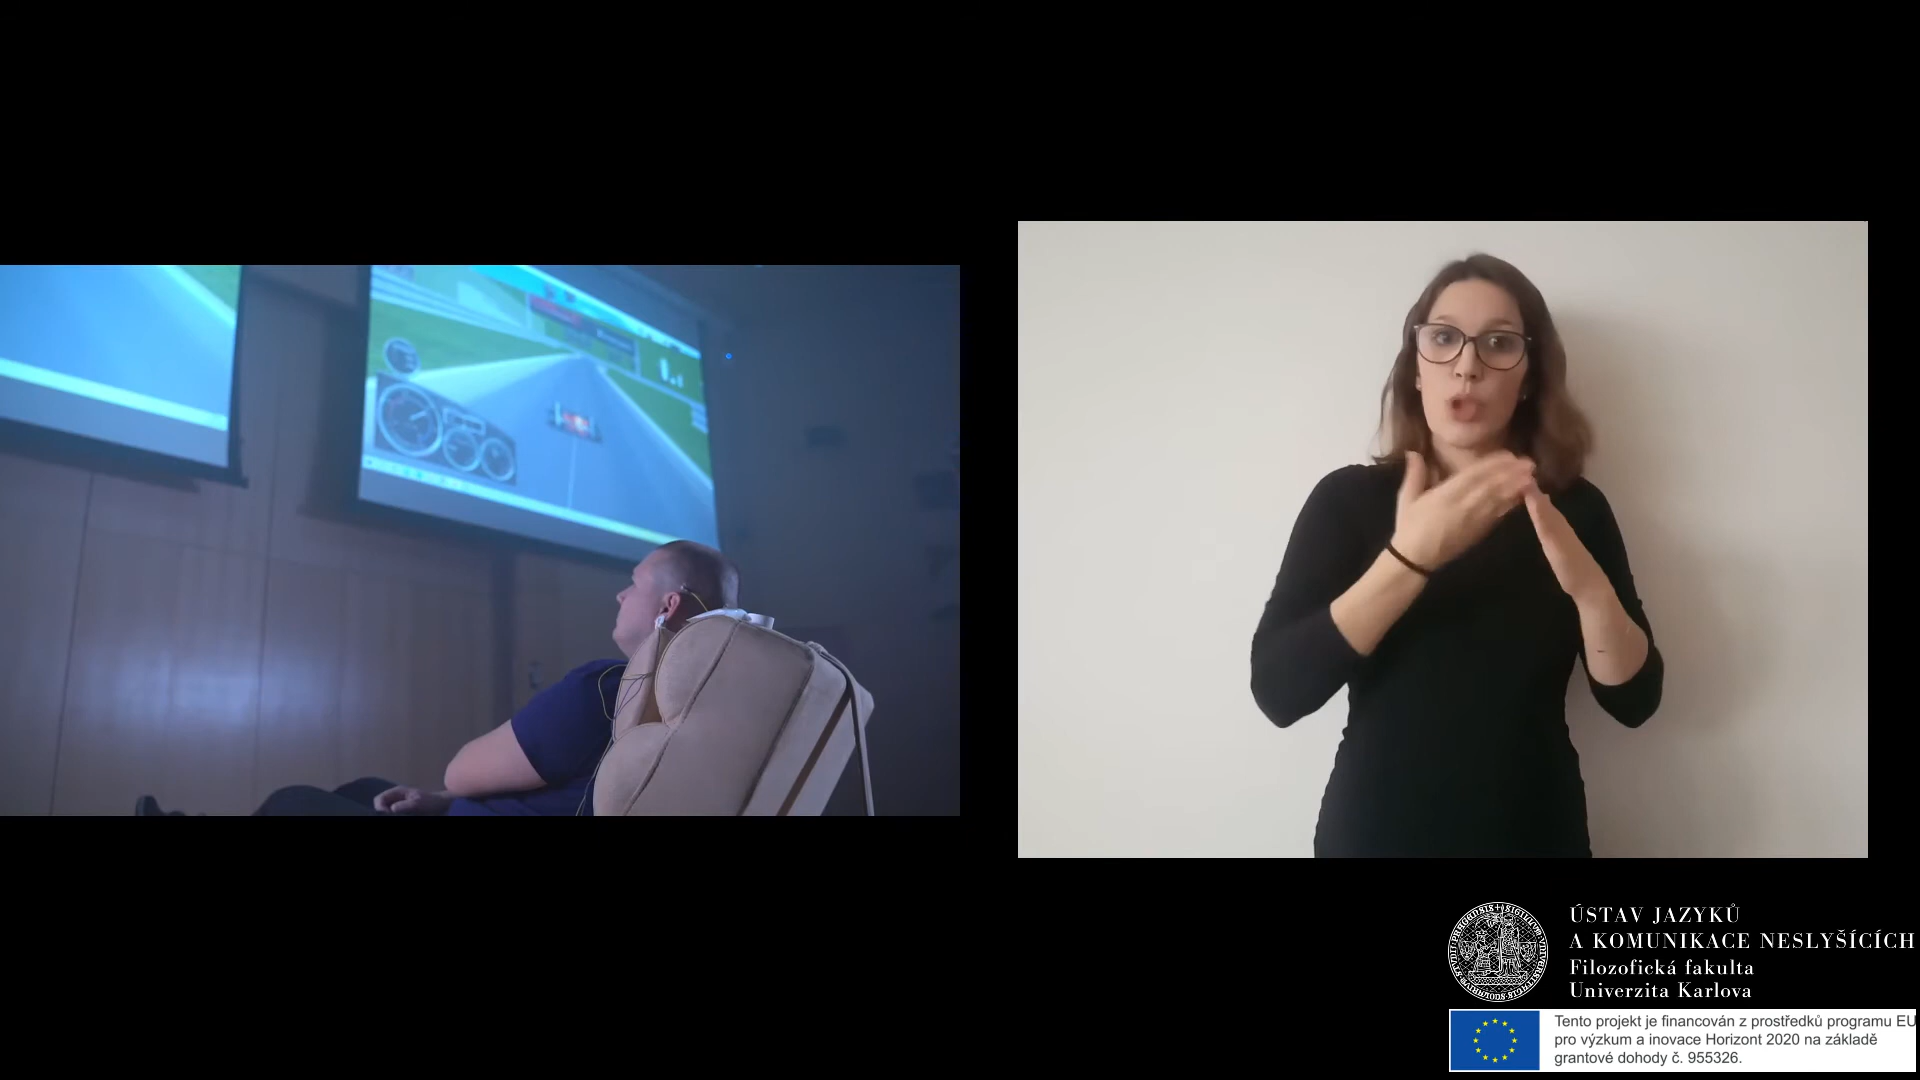 ÚSTAV JAZYKŮ
A KOMUNIKACE NESLYŠÍCÍCH
Filozofická fakulta
Univerzita Karlova
Tento projekt je financován z prostředků programu EU
pro výzkum a inovace Horizont 2020 na základě
grantové dohody č. 955326.